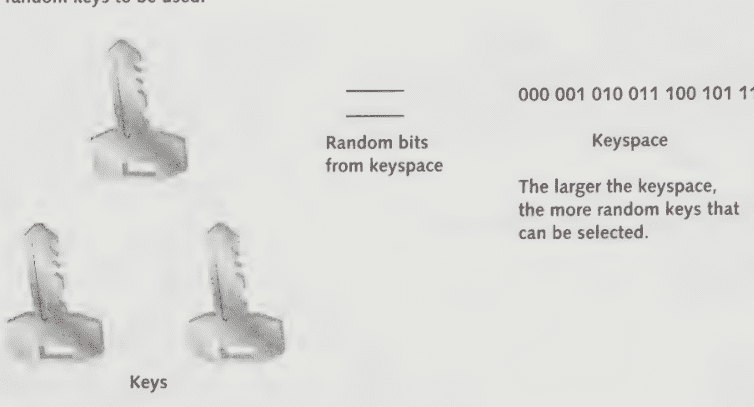 random keys to be used.
000 001 010 011 100 101 11
Random bits
from keyspace
Keyspace
The larger the keyspace,
the more random keys that
can be selected.
Keys